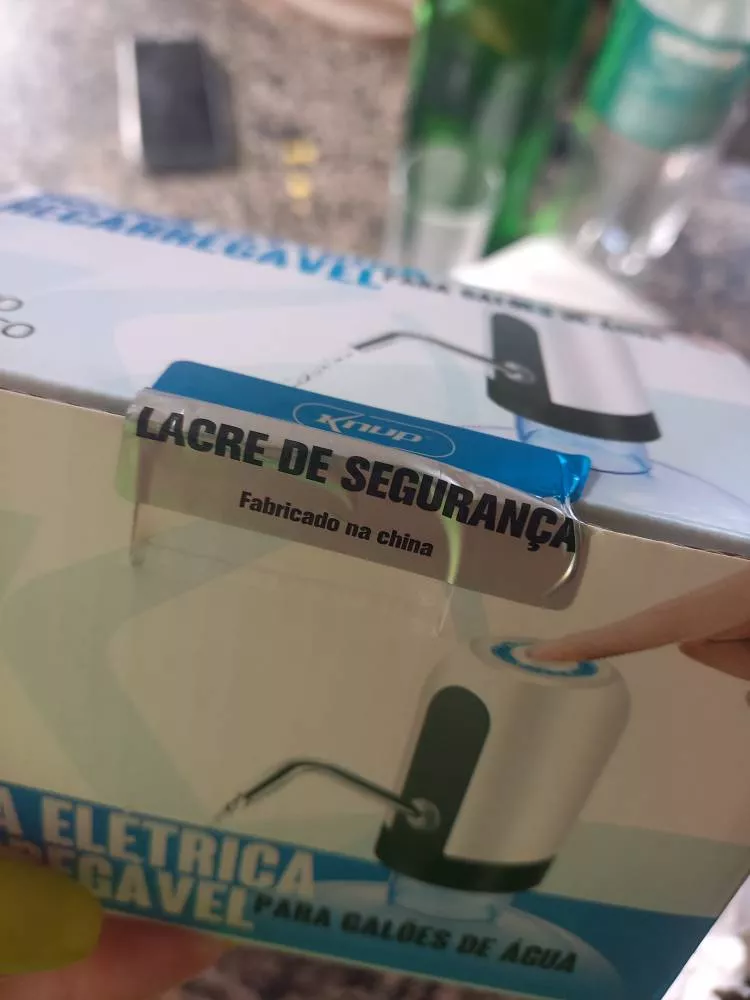 RECARREGÁVEL PARA GALÕES DE ÁGUA
Knup
LACRE DE SEGURANÇA
Fabricado na china
A ELÉTRICA
REGÁVEL PARA GALÕES DE ÁGUA